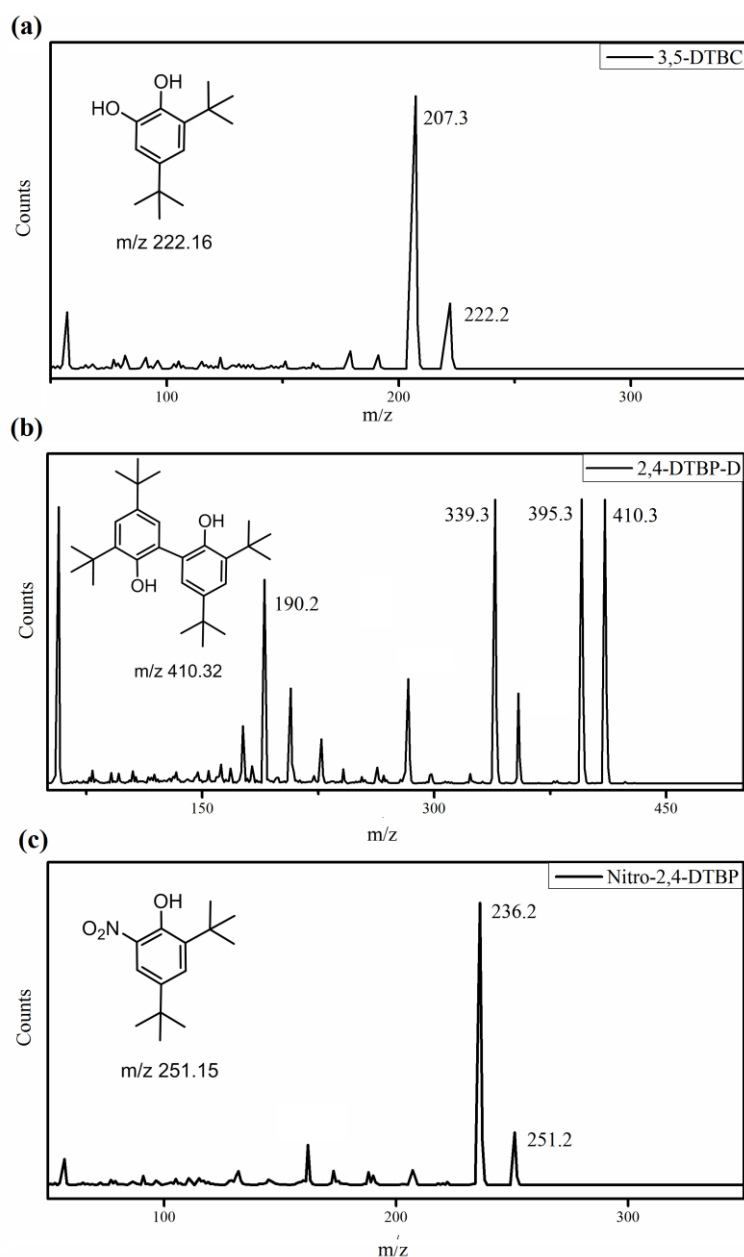 (a)
3,5-DTBC
OH
HO
207.3
Counts
m/z 222.16
222.2
100
200
300
m/z
(b)
2,4-DTBP-D
339.3
395.3
410.3
OH
OH
190.2
Counts
m/z 410.32
150
300
450
m/z
(c)
Nitro-2,4-DTBP
OH
236.2
O₂N
Counts
m/z 251.15
251.2
100
200
300
m/z